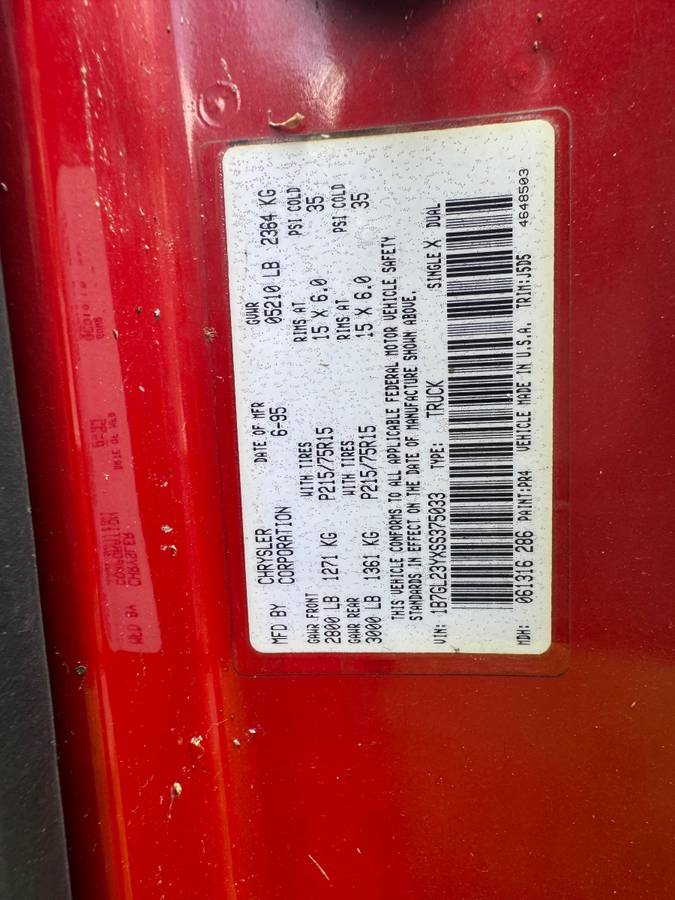 MFD BY CHRYSLER CORPORATION DATE OF MFR 6-95 GVWR 05210 LB 2364 KG
GAWR FRONT WITH TIRES RIMS AT PSI COLD
2800 LB 1271 KG P215/75R15 15 X 6.0 35
GAWR REAR WITH TIRES RIMS AT PSI COLD
3000 LB 1361 KG P215/75R15 15 X 6.0 35
THIS VEHICLE CONFORMS TO ALL APPLICABLE FEDERAL MOTOR VEHICLE SAFETY
STANDARDS IN EFFECT ON THE DATE OF MANUFACTURE SHOWN ABOVE.
VIN: 1B7GL23YXSS375033 TYPE: TRUCK SINGLE X DUAL
MDH: 061316 286 PAINT:PR4 VEHICLE MADE IN U.S.A. TRIM:J5D5
4648503